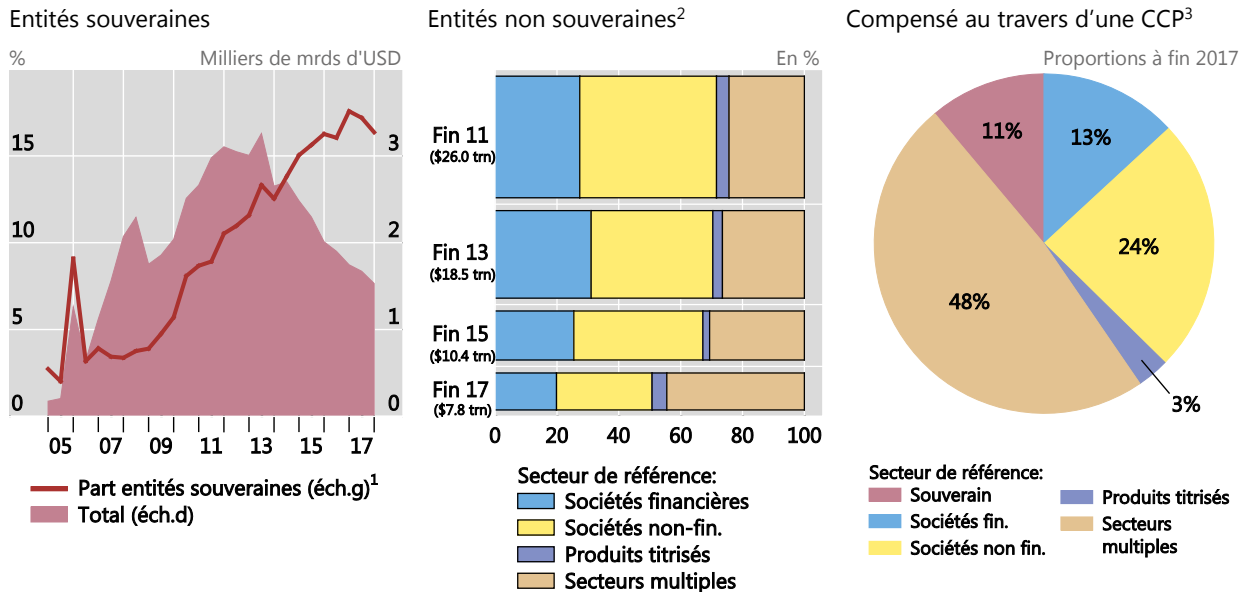 Entités souveraines
% Milliers de mrds d'USD
15 3
10 2
5 1
0 0
05 07 09 11 13 15 17
Part entités souveraines (éch.g)1
Total (éch.d)
Entités non souveraines2
En %
Fin 11
($26.0 trn)
Fin 13
($18.5 trn)
Fin 15
($10.4 trn)
Fin 17
($7.8 trn)
0 20 40 60 80 100
Secteur de référence:
Sociétés financières
Sociétés non-fin.
Produits titrisés
Secteurs multiples
Compensé au travers d’une CCP3
Proportions à fin 2017
11% 13%
24%
48%
3%
Secteur de référence:
Souverain
Sociétés fin.
Sociétés non fin.
Produits titrisés
Secteurs
multiples